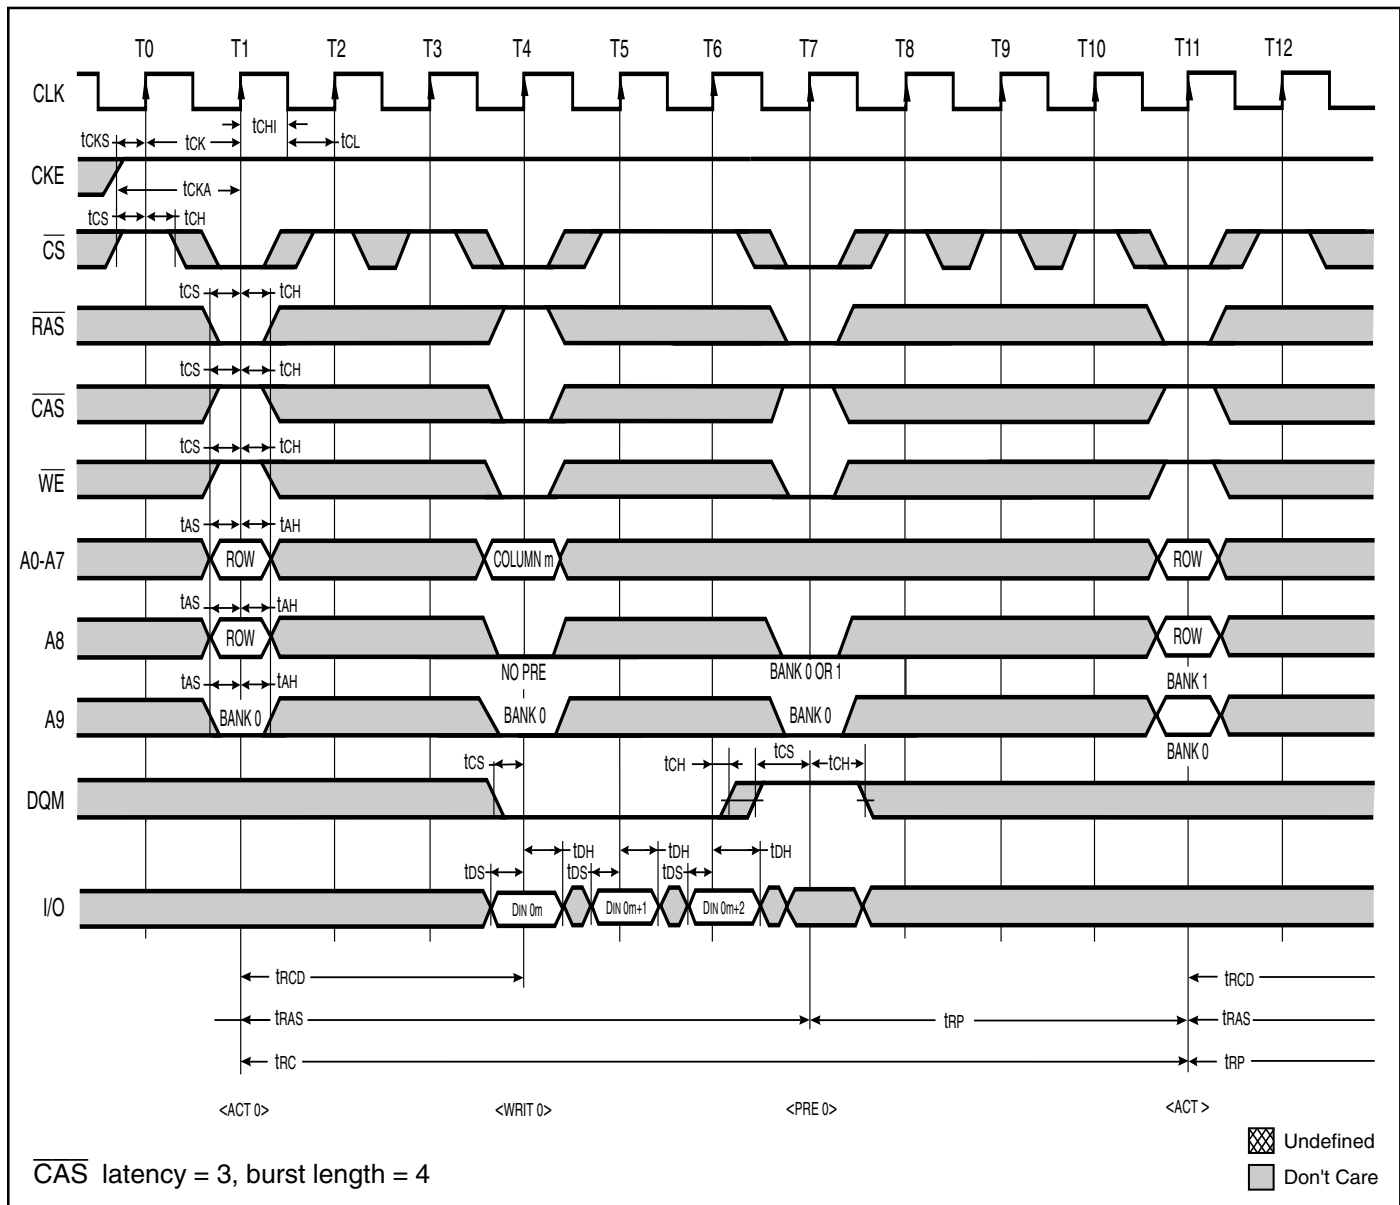 T0 T1 T2 T3 T4 T5 T6 T7 T8 T9 T10 T11 T12
CLK
tCHI
tCKS tCK tCL
CKE
tCKA
tCS tCH
CS
tCS tCH
RAS
tCS tCH
CAS
tCS tCH
WE
tAS tAH
A0-A7 ROW COLUMN m ROW
tAS tAH
A8 ROW ROW
NO PRE BANK 0 OR 1 BANK 1
tAS tAH
A9 BANK 0 BANK 0 BANK 0
BANK 0
tCS tCH tCS tCH
DQM
tDH tDH tDH
tDS tDS tDS
I/O DIN 0m DIN 0m+1 DIN 0m+2
tRCD tRCD
tRAS tRP tRAS
tRC tRP
<ACT 0> <WRIT 0> <PRE 0> <ACT >
Undefined
CAS latency = 3, burst length = 4
Don't Care